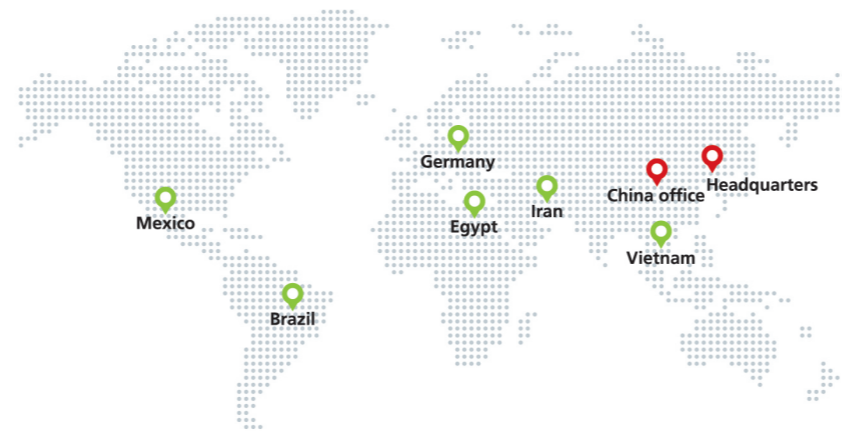 Germany
China office
Headquarters
Mexico
Egypt
Iran
Vietnam
Brazil